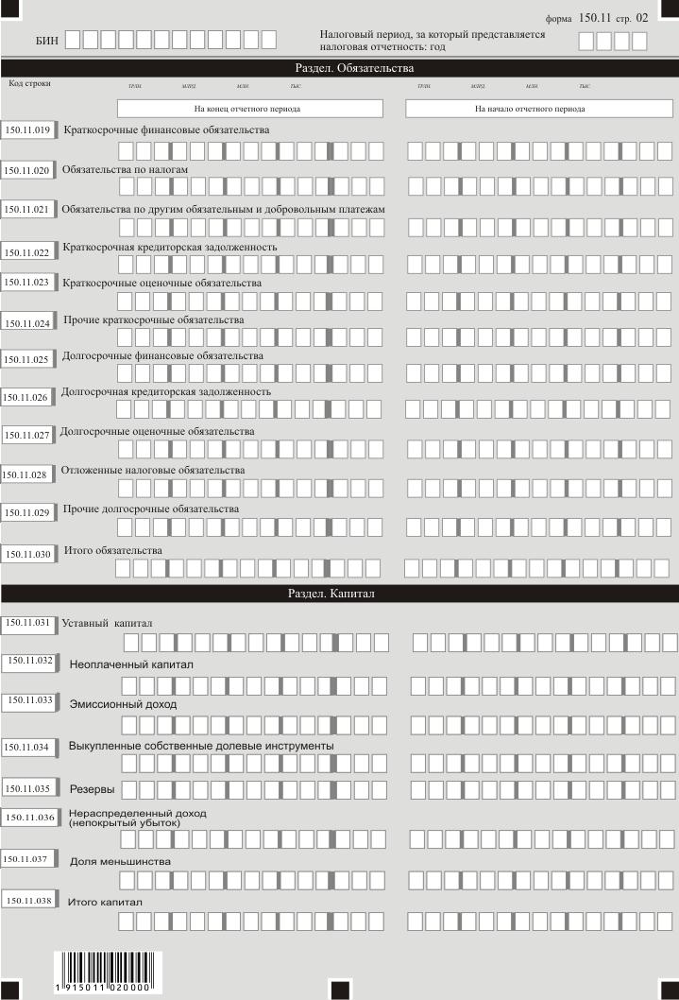 форма 150.11 стр. 02
БИН
Налоговый период, за который представляется
налоговая отчетность: год
Раздел. Обязательства
Код строки
трлн. млрд. млн. тыс. трлн. млрд. млн. тыс.
На конец отчетного периода На начало отчетного периода
150.11.019 Краткосрочные финансовые обязательства
150.11.020 Обязательства по налогам
150.11.021 Обязательства по другим обязательным и добровольным платежам
150.11.022 Краткосрочная кредиторская задолженность
150.11.023 Краткосрочные оценочные обязательства
150.11.024 Прочие краткосрочные обязательства
150.11.025 Долгосрочные финансовые обязательства
150.11.026 Долгосрочная кредиторская задолженность
150.11.027 Долгосрочные оценочные обязательства
150.11.028 Отложенные налоговые обязательства
150.11.029 Прочие долгосрочные обязательства
150.11.030 Итого обязательства
Раздел. Капитал
150.11.031 Уставный капитал
150.11.032 Неоплаченный капитал
150.11.033 Эмиссионный доход
150.11.034 Выкупленные собственные долевые инструменты
150.11.035 Резервы
150.11.036 Нераспределенный доход
(непокрытый убыток)
150.11.037 Доля меньшинства
150.11.038 Итого капитал
1 915011 020000